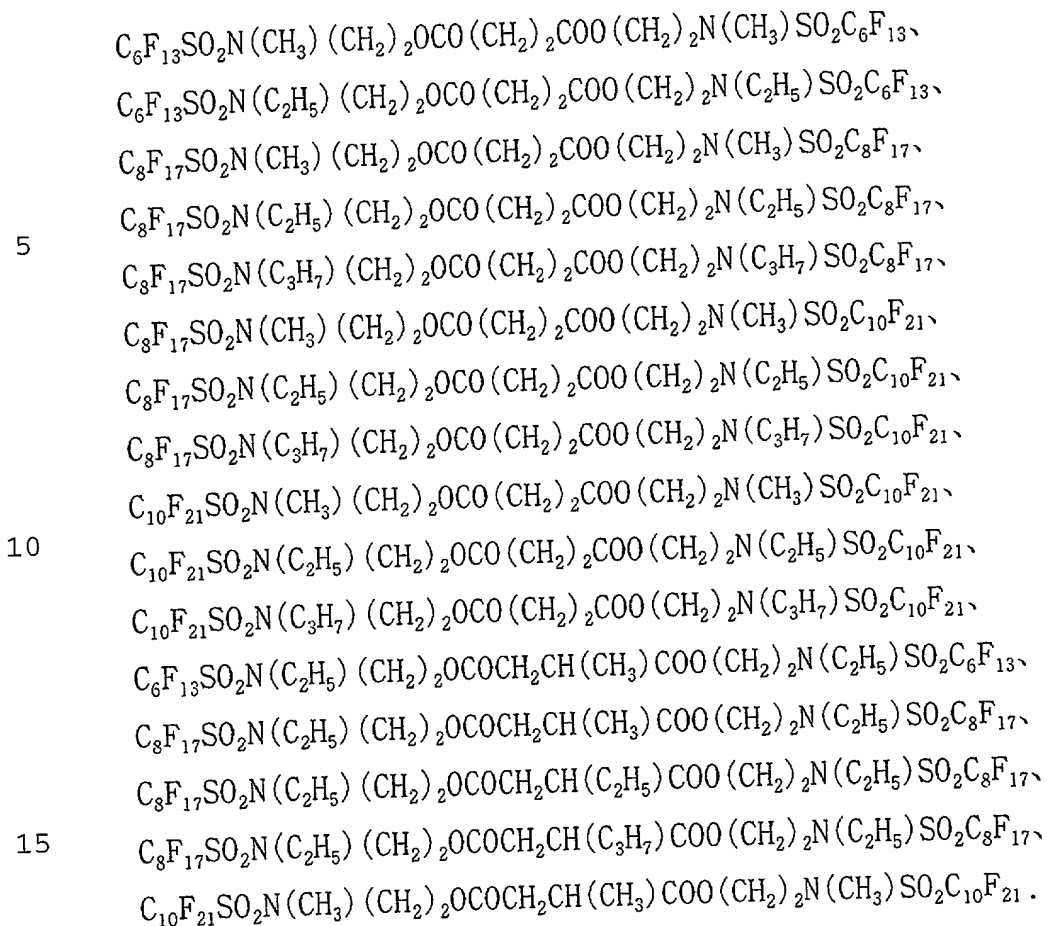 C₆F₁₃SO₂N(CH₃)(CH₂)₂OCO(CH₂)₂COO(CH₂)₂N(CH₃)SO₂C₆F₁₃、
C₆F₁₃SO₂N(C₂H₅)(CH₂)₂OCO(CH₂)₂COO(CH₂)₂N(C₂H₅)SO₂C₆F₁₃、
C₈F₁₇SO₂N(CH₃)(CH₂)₂OCO(CH₂)₂COO(CH₂)₂N(CH₃)SO₂C₈F₁₇、
C₈F₁₇SO₂N(C₂H₅)(CH₂)₂OCO(CH₂)₂COO(CH₂)₂N(C₂H₅)SO₂C₈F₁₇、
5 C₈F₁₇SO₂N(C₃H₇)(CH₂)₂OCO(CH₂)₂COO(CH₂)₂N(C₃H₇)SO₂C₈F₁₇、
C₈F₁₇SO₂N(CH₃)(CH₂)₂OCO(CH₂)₂COO(CH₂)₂N(CH₃)SO₂C₁₀F₂₁、
C₈F₁₇SO₂N(C₂H₅)(CH₂)₂OCO(CH₂)₂COO(CH₂)₂N(C₂H₅)SO₂C₁₀F₂₁、
C₈F₁₇SO₂N(C₃H₇)(CH₂)₂OCO(CH₂)₂COO(CH₂)₂N(C₃H₇)SO₂C₁₀F₂₁、
C₁₀F₂₁SO₂N(CH₃)(CH₂)₂OCO(CH₂)₂COO(CH₂)₂N(CH₃)SO₂C₁₀F₂₁、
10 C₁₀F₂₁SO₂N(C₂H₅)(CH₂)₂OCO(CH₂)₂COO(CH₂)₂N(C₂H₅)SO₂C₁₀F₂₁、
C₁₀F₂₁SO₂N(C₃H₇)(CH₂)₂OCO(CH₂)₂COO(CH₂)₂N(C₃H₇)SO₂C₁₀F₂₁、
C₆F₁₃SO₂N(C₂H₅)(CH₂)₂OCOCH₂CH(CH₃)COO(CH₂)₂N(C₂H₅)SO₂C₆F₁₃、
C₈F₁₇SO₂N(C₂H₅)(CH₂)₂OCOCH₂CH(CH₃)COO(CH₂)₂N(C₂H₅)SO₂C₈F₁₇、
C₈F₁₇SO₂N(C₂H₅)(CH₂)₂OCOCH₂CH(C₂H₅)COO(CH₂)₂N(C₂H₅)SO₂C₈F₁₇、
15 C₈F₁₇SO₂N(C₂H₅)(CH₂)₂OCOCH₂CH(C₃H₇)COO(CH₂)₂N(C₂H₅)SO₂C₈F₁₇、
C₁₀F₂₁SO₂N(CH₃)(CH₂)₂OCOCH₂CH(CH₃)COO(CH₂)₂N(CH₃)SO₂C₁₀F₂₁.